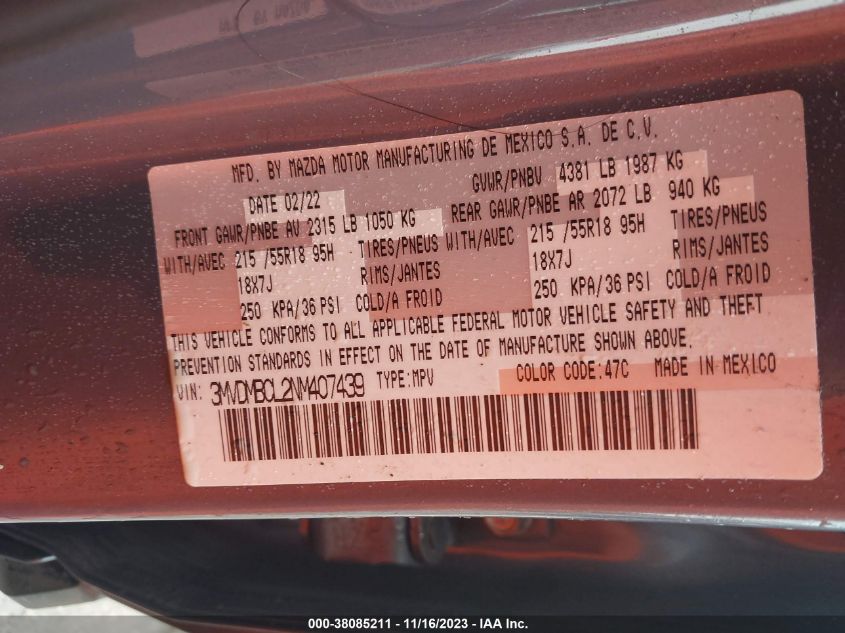 MFD. BY MAZDA MOTOR MANUFACTURING DE MEXICO S.A. DE C.V.
DATE 02/22 GVWR/PNBV 4381 LB 1987 KG
FRONT GAWR/PNBE AV 2315 LB 1050 KG REAR GAWR/PNBE AR 2072 LB 940 KG
WITH/AVEC 215 /55R18 95H - TIRES/PNEUS WITH/AVEC 215 /55R18 95H TIRES/PNEUS
18X7J RIMS/JANTES 18X7J RIMS/JANTES
250 KPA/36 PSI COLD/A FROID 250 KPA/36 PSI COLD/A FROID
THIS VEHICLE CONFORMS TO ALL APPLICABLE FEDERAL MOTOR VEHICLE SAFETY AND THEFT
PREVENTION STANDARDS IN EFFECT ON THE DATE OF MANUFACTURE SHOWN ABOVE.
VIN: 3MVDMBCL2NM407439 TYPE:MPV COLOR CODE:47C MADE IN MEXICO
000-38085211 - 11/16/2023 - IAA Inc.